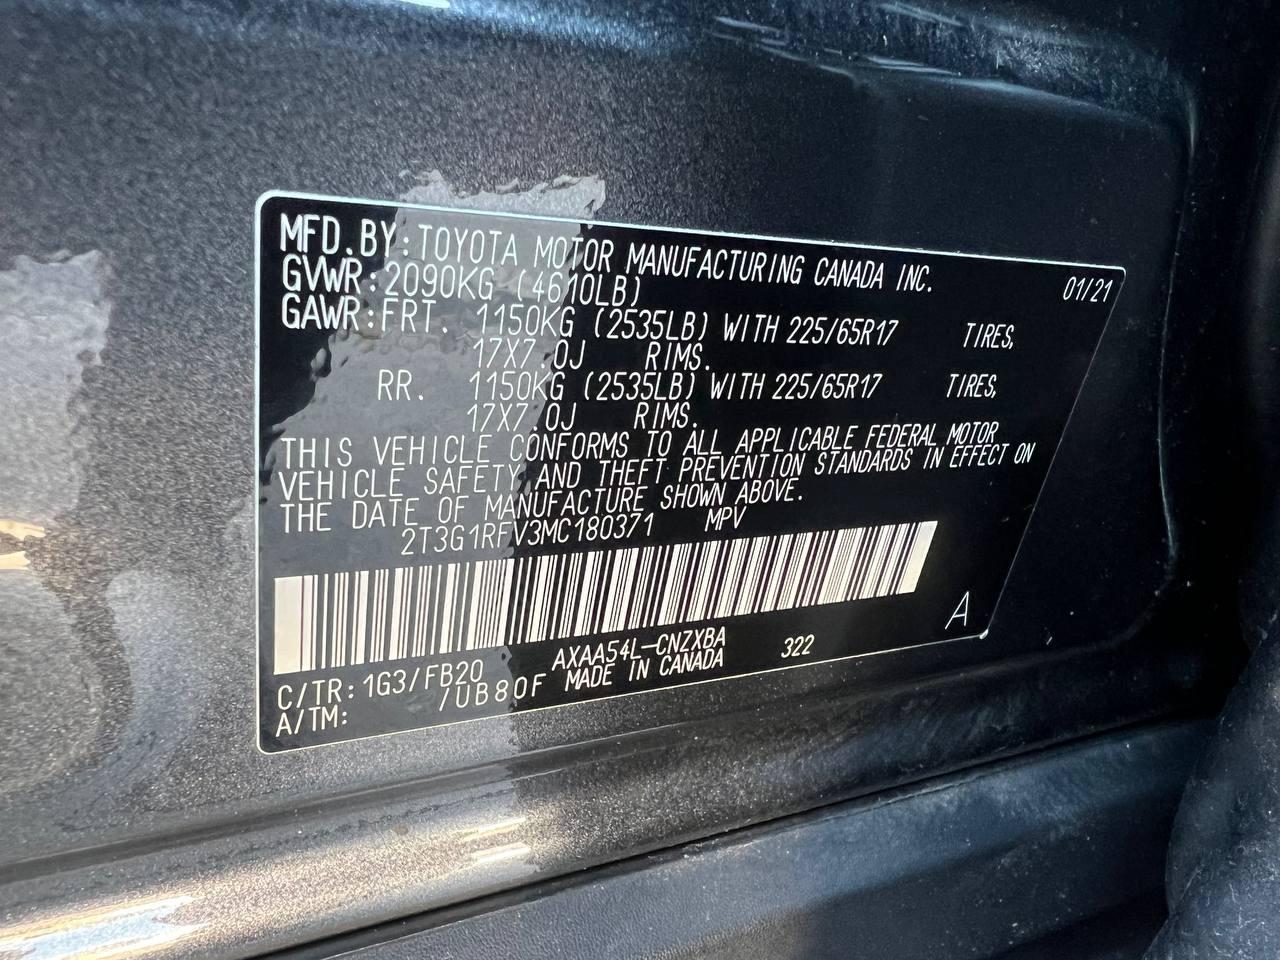 MFD.BY:TOYOTA MOTOR MANUFACTURING CANADA INC. 01/21
GVWR:2090KG (4610LB)
GAWR:FRT. 1150KG (2535LB) WITH 225/65R17 TIRES,
17X7.0J RIMS.
RR. 1150KG (2535LB) WITH 225/65R17 TIRES,
17X7.0J RIMS.
THIS VEHICLE CONFORMS TO ALL APPLICABLE FEDERAL MOTOR
VEHICLE SAFETY AND THEFT PREVENTION STANDARDS IN EFFECT ON
THE DATE OF MANUFACTURE SHOWN ABOVE.
2T3G1RFV3MC180371 MPV
A
C/TR:1G3/FB20 AXAA54L-CNZXBA 322
A/TM: /UB80F MADE IN CANADA